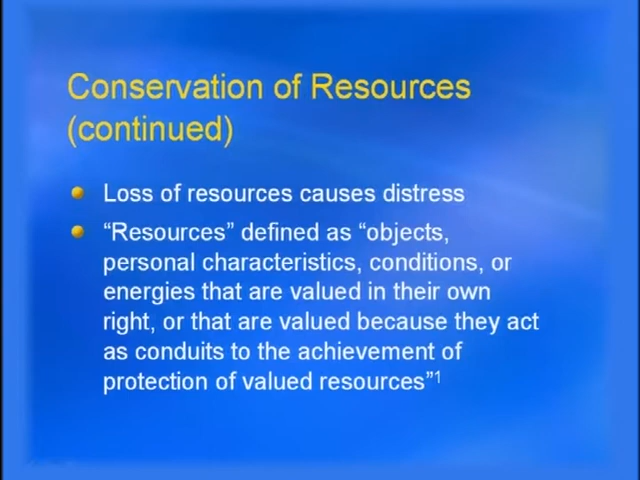 Conservation of Resources
(continued)
Loss of resources causes distress
“Resources” defined as “objects,
personal characteristics, conditions, or
energies that are valued in their own
right, or that are valued because they act
as conduits to the achievement of
protection of valued resources”1